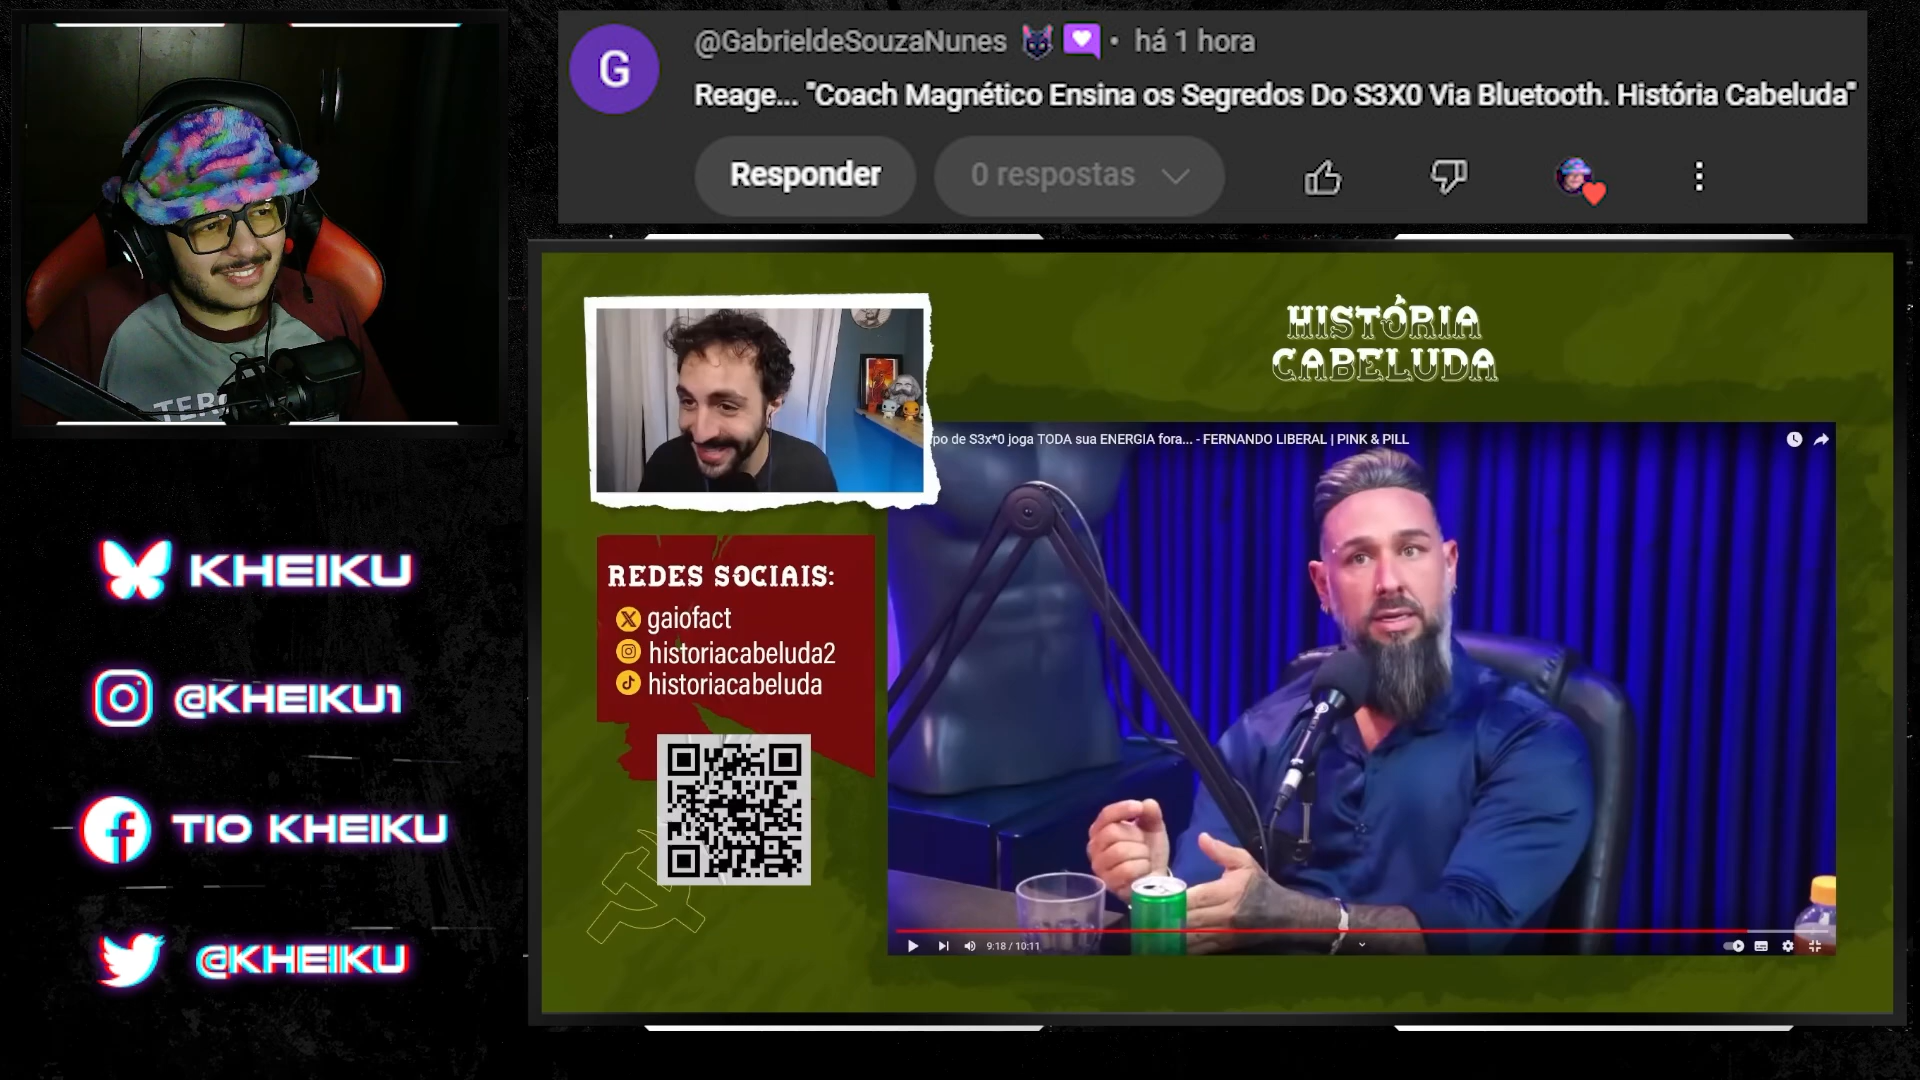 @GabrieldeSouzaNunes • há 1 hora
G
Reage... "Coach Magnético Ensina os Segredos Do S3X0 Via Bluetooth. História Cabeluda"
Responder
0 respostas
TER
HISTÓRIA
CABELUDA
po de S3x*0 joga TODA sua ENERGIA fora... - FERNANDO LIBERAL | PINK & PILL
REDES SOCIAIS:
gaiofact
historiacabeluda2
historiacabeluda
KHEIKU
@KHEIKU1
TIO KHEIKU
@KHEIKU
9:18 / 10:11